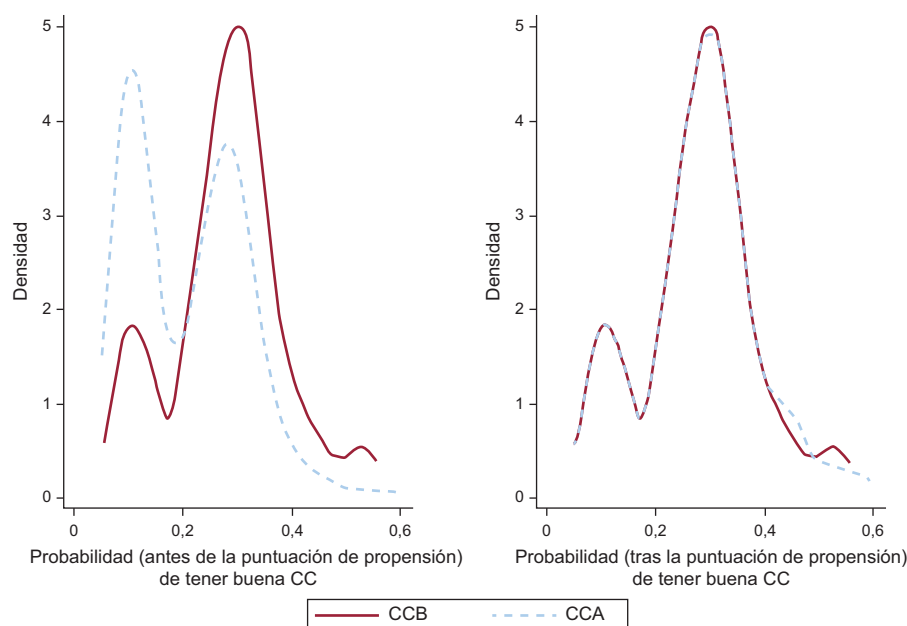 5
4
3
2
1
0
Densidad
0
0,2
0,4
0,6
Probabilidad (antes de la puntuación de propensión)
de tener buena CC
5
4
3
2
1
0
Densidad
0
0,2
0,4
0,6
Probabilidad (tras la puntuación de propensión)
de tener buena CC
CCB
CCA